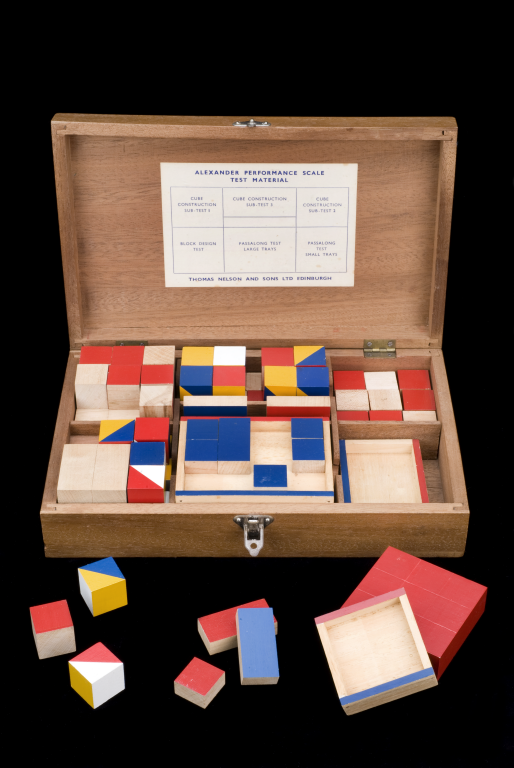 ALEXANDER PERFORMANCE SCALE
TEST MATERIAL
CUBE
CONSTRUCTION
SUB-TEST 1
CUBE CONSTRUCTION
SUB-TEST 2
CUBE
CONSTRUCTION
SUB-TEST 3
BLOCK DESIGN
TEST
PASSALONG TEST
LARGE TRAYS
PASSALONG
TEST
SMALL TRAYS
THOMAS NELSON AND SONS LTD EDINBURGH